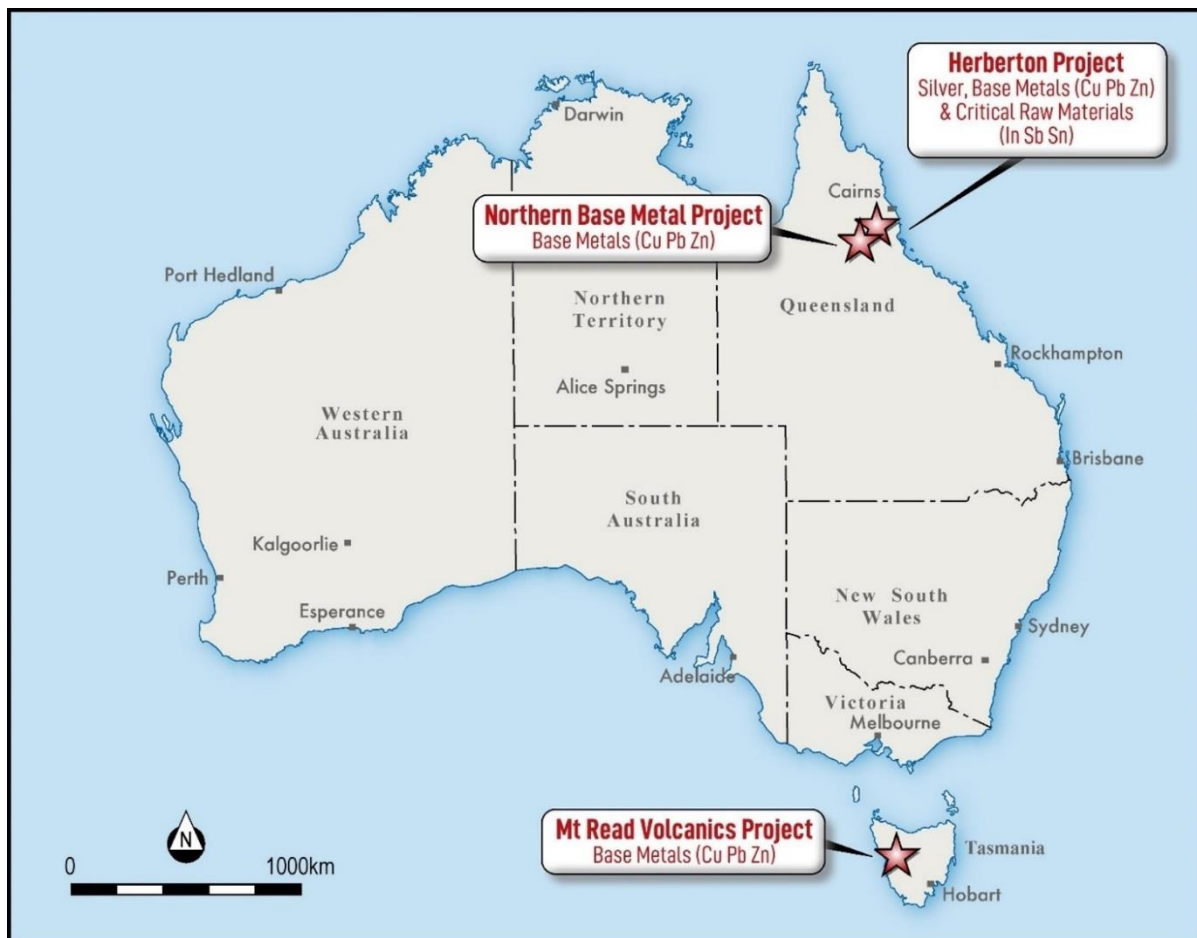 Herberton Project
Silver, Base Metals (Cu Pb Zn)
& Critical Raw Materials
(In Sb Sn)
Darwin
Cairns
Northern Base Metal Project
Base Metals (Cu Pb Zn)
Port Hedland
Northern
Territory
Queensland
Rockhampton
Alice Springs
Western
Australia
Brisbane
South
Australia
Kalgoorlie
New South
Wales
Perth
Esperance
Sydney
Canberra
Adelaide
Victoria
Melbourne
Mt Read Volcanics Project
Base Metals (Cu Pb Zn)
Tasmania
Hobart
N
0
1000km